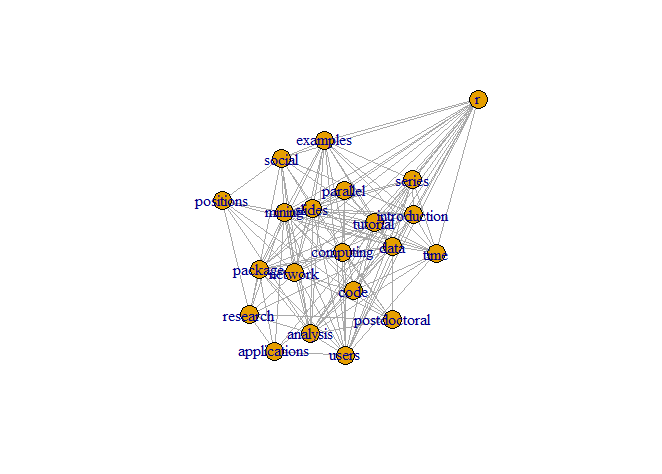 r
examples
social
parallel
series
positions
mining
slides
introduction
tutorial
computing
data
time
package
network
code
research
postdoctoral
analysis
applications
users